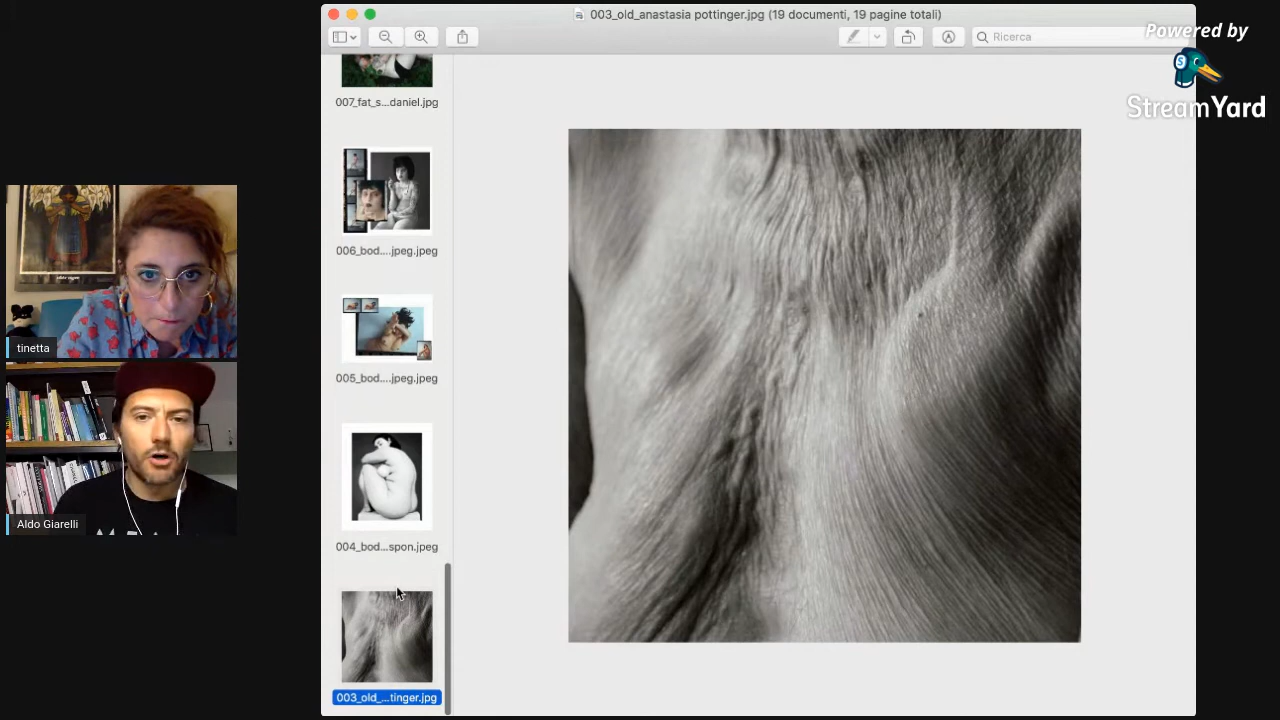 003_old_anastasia pottinger.jpg (19 documenti, 19 pagine totali)
Ricerca
Powered by
StreamYard
007_fat_s...daniel.jpg
006_bod....jpeg.jpeg
005_bod....jpeg.jpeg
004_bod...spon.jpeg
003_old_...tinger.jpg
tinetta
Aldo Giarelli